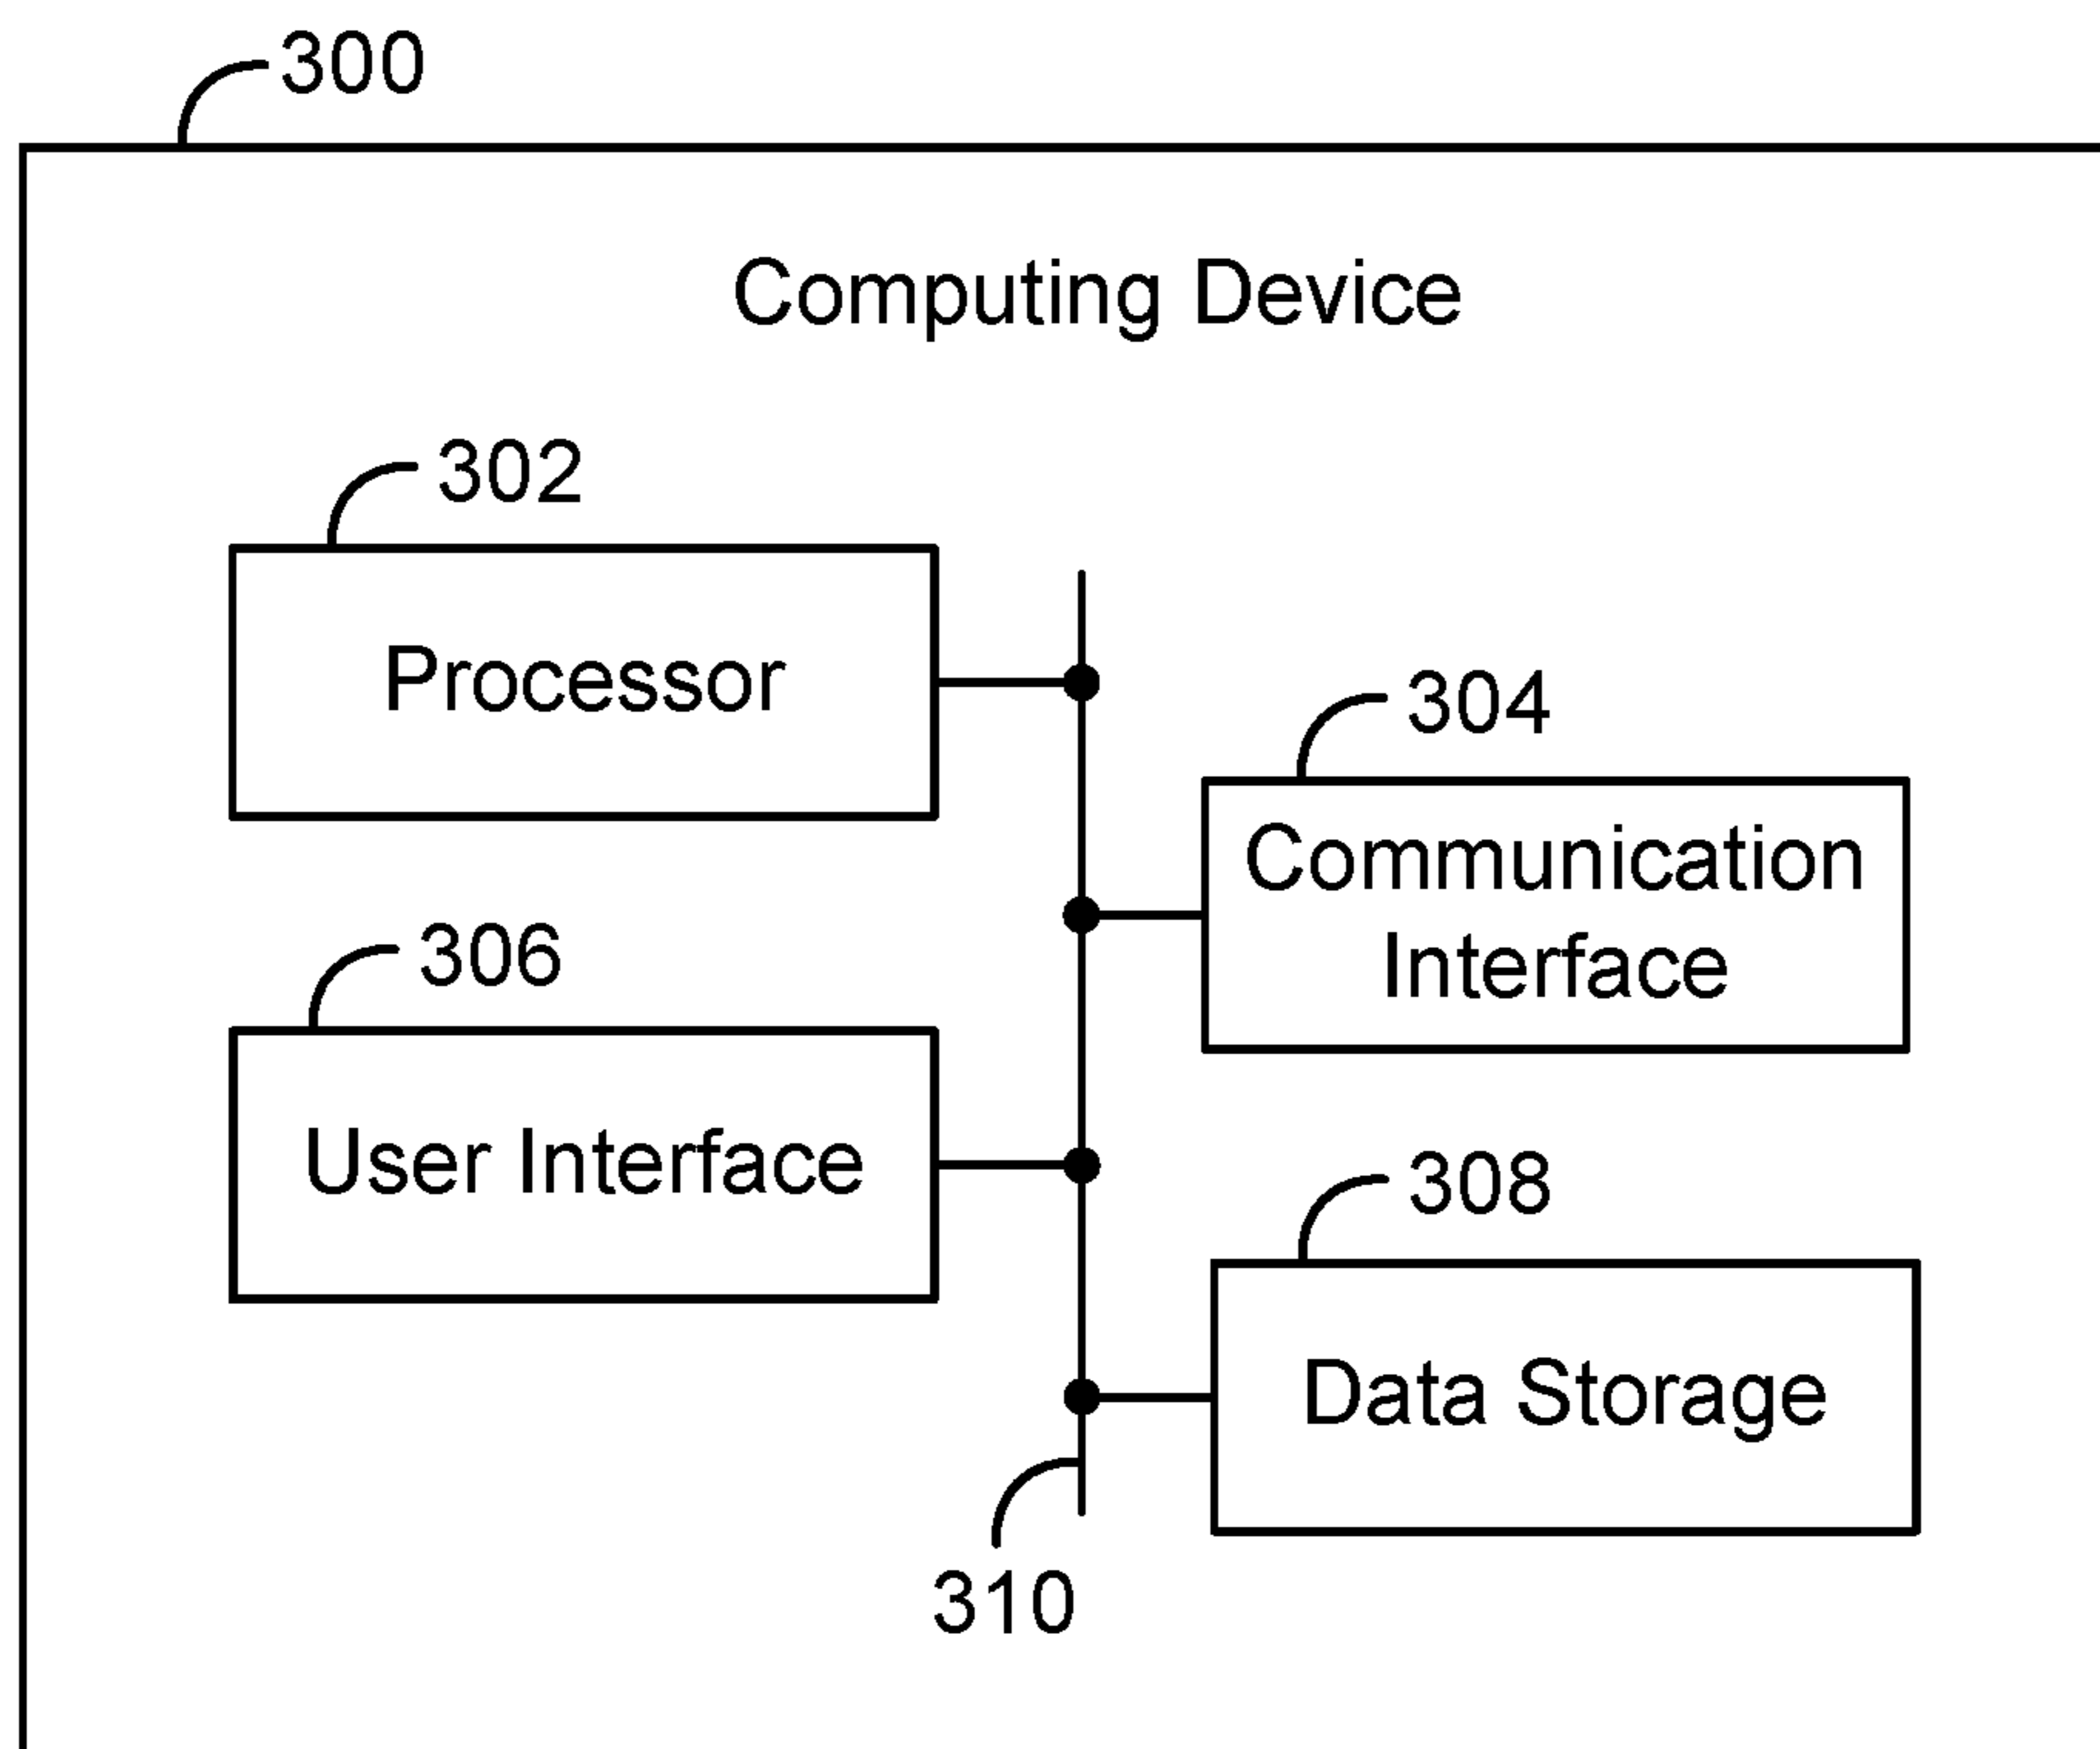 300
Computing Device
302
Processor
304
Communication
Interface
306
User Interface
308
Data Storage
310